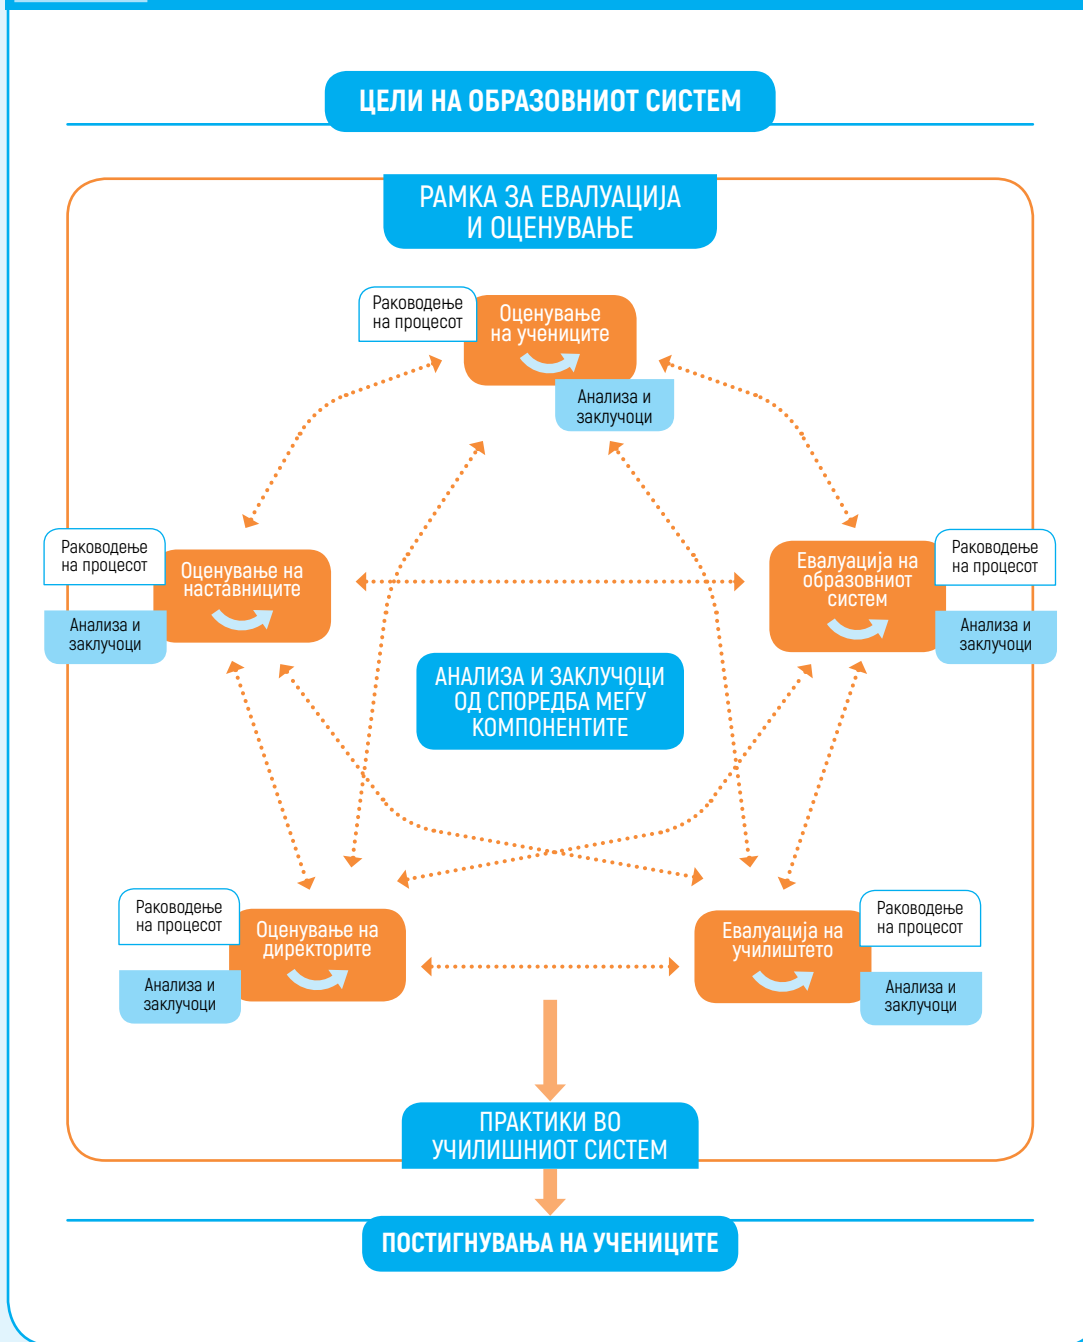 ЦЕЛИ НА ОБРАЗОВНИОТ СИСТЕМ
РАМКА ЗА ЕВАЛУАЦИЈА
И ОЦЕНУВАЊЕ
Раководење
на процесот
Оценување
на учениците
Анализа и
заклучоци
Раководење
на процесот
Оценување на
наставниците
Анализа и
заклучоци
Евалуација на
образовниот
систем
Раководење
на процесот
Анализа и
заклучоци
АНАЛИЗА И ЗАКЛУЧОЦИ
ОД СПОРЕДБА МЕЃУ
КОМПОНЕНТИТЕ
Раководење
на процесот
Оценување на
директорите
Анализа и
заклучоци
Евалуација на
училиштето
Раководење
на процесот
Анализа и
заклучоци
ПРАКТИКИ ВО
УЧИЛИШНИОТ СИСТЕМ
ПОСТИГНУВАЊА НА УЧЕНИЦИТЕ